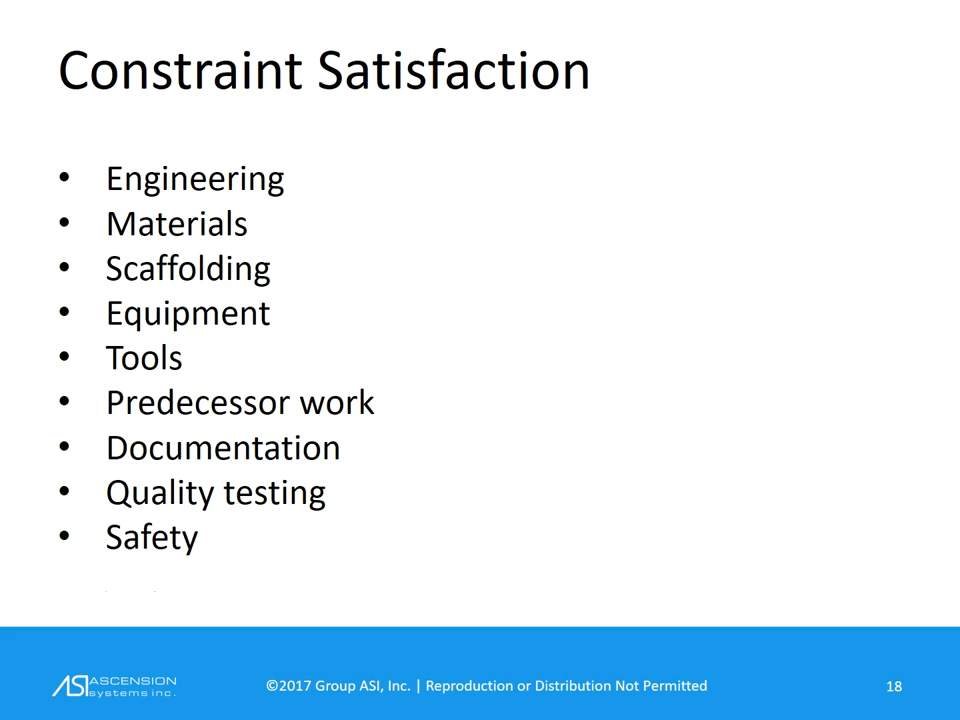 Constraint Satisfaction
• Engineering
• Materials
• Scaffolding
• Equipment
• Tools
• Predecessor work
• Documentation
• Quality testing
• Safety
ASI ASCENSION
systems inc.
©2017 Group ASI, Inc. | Reproduction or Distribution Not Permitted
18